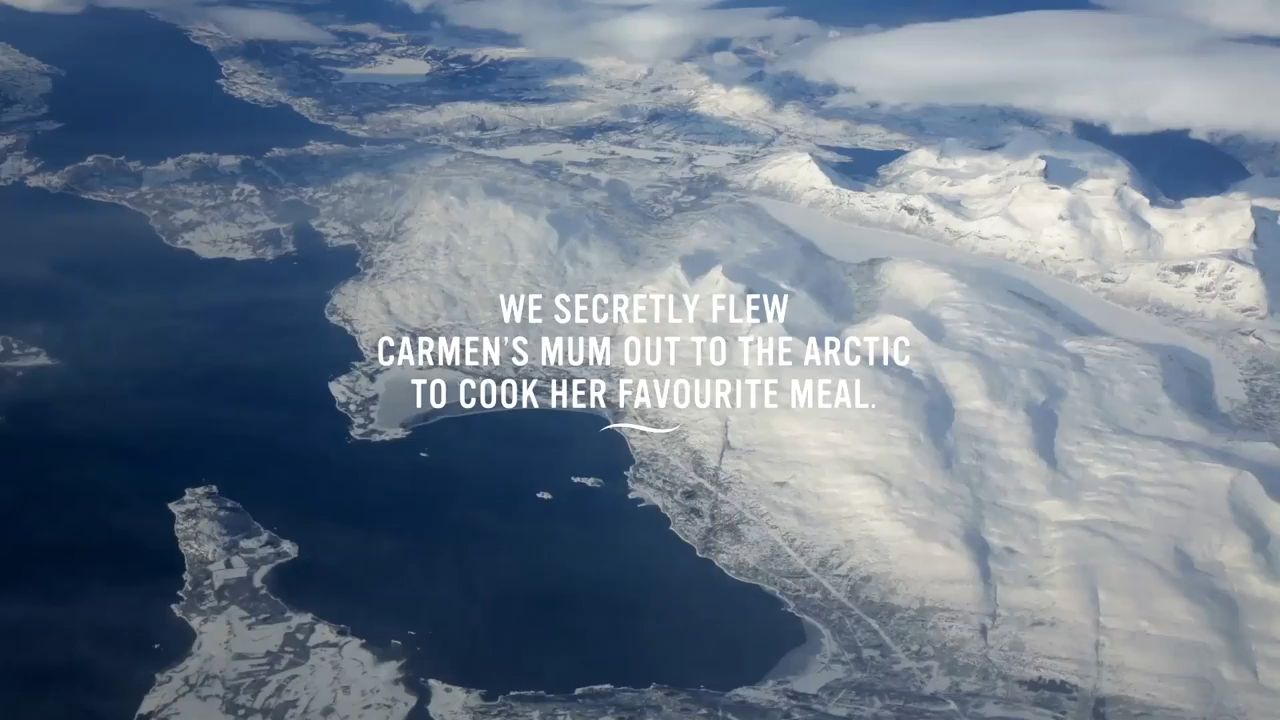 WE SECRETLY FLEW
CARMEN'S MUM OUT TO THE ARCTIC
TO COOK HER FAVOURITE MEAL.